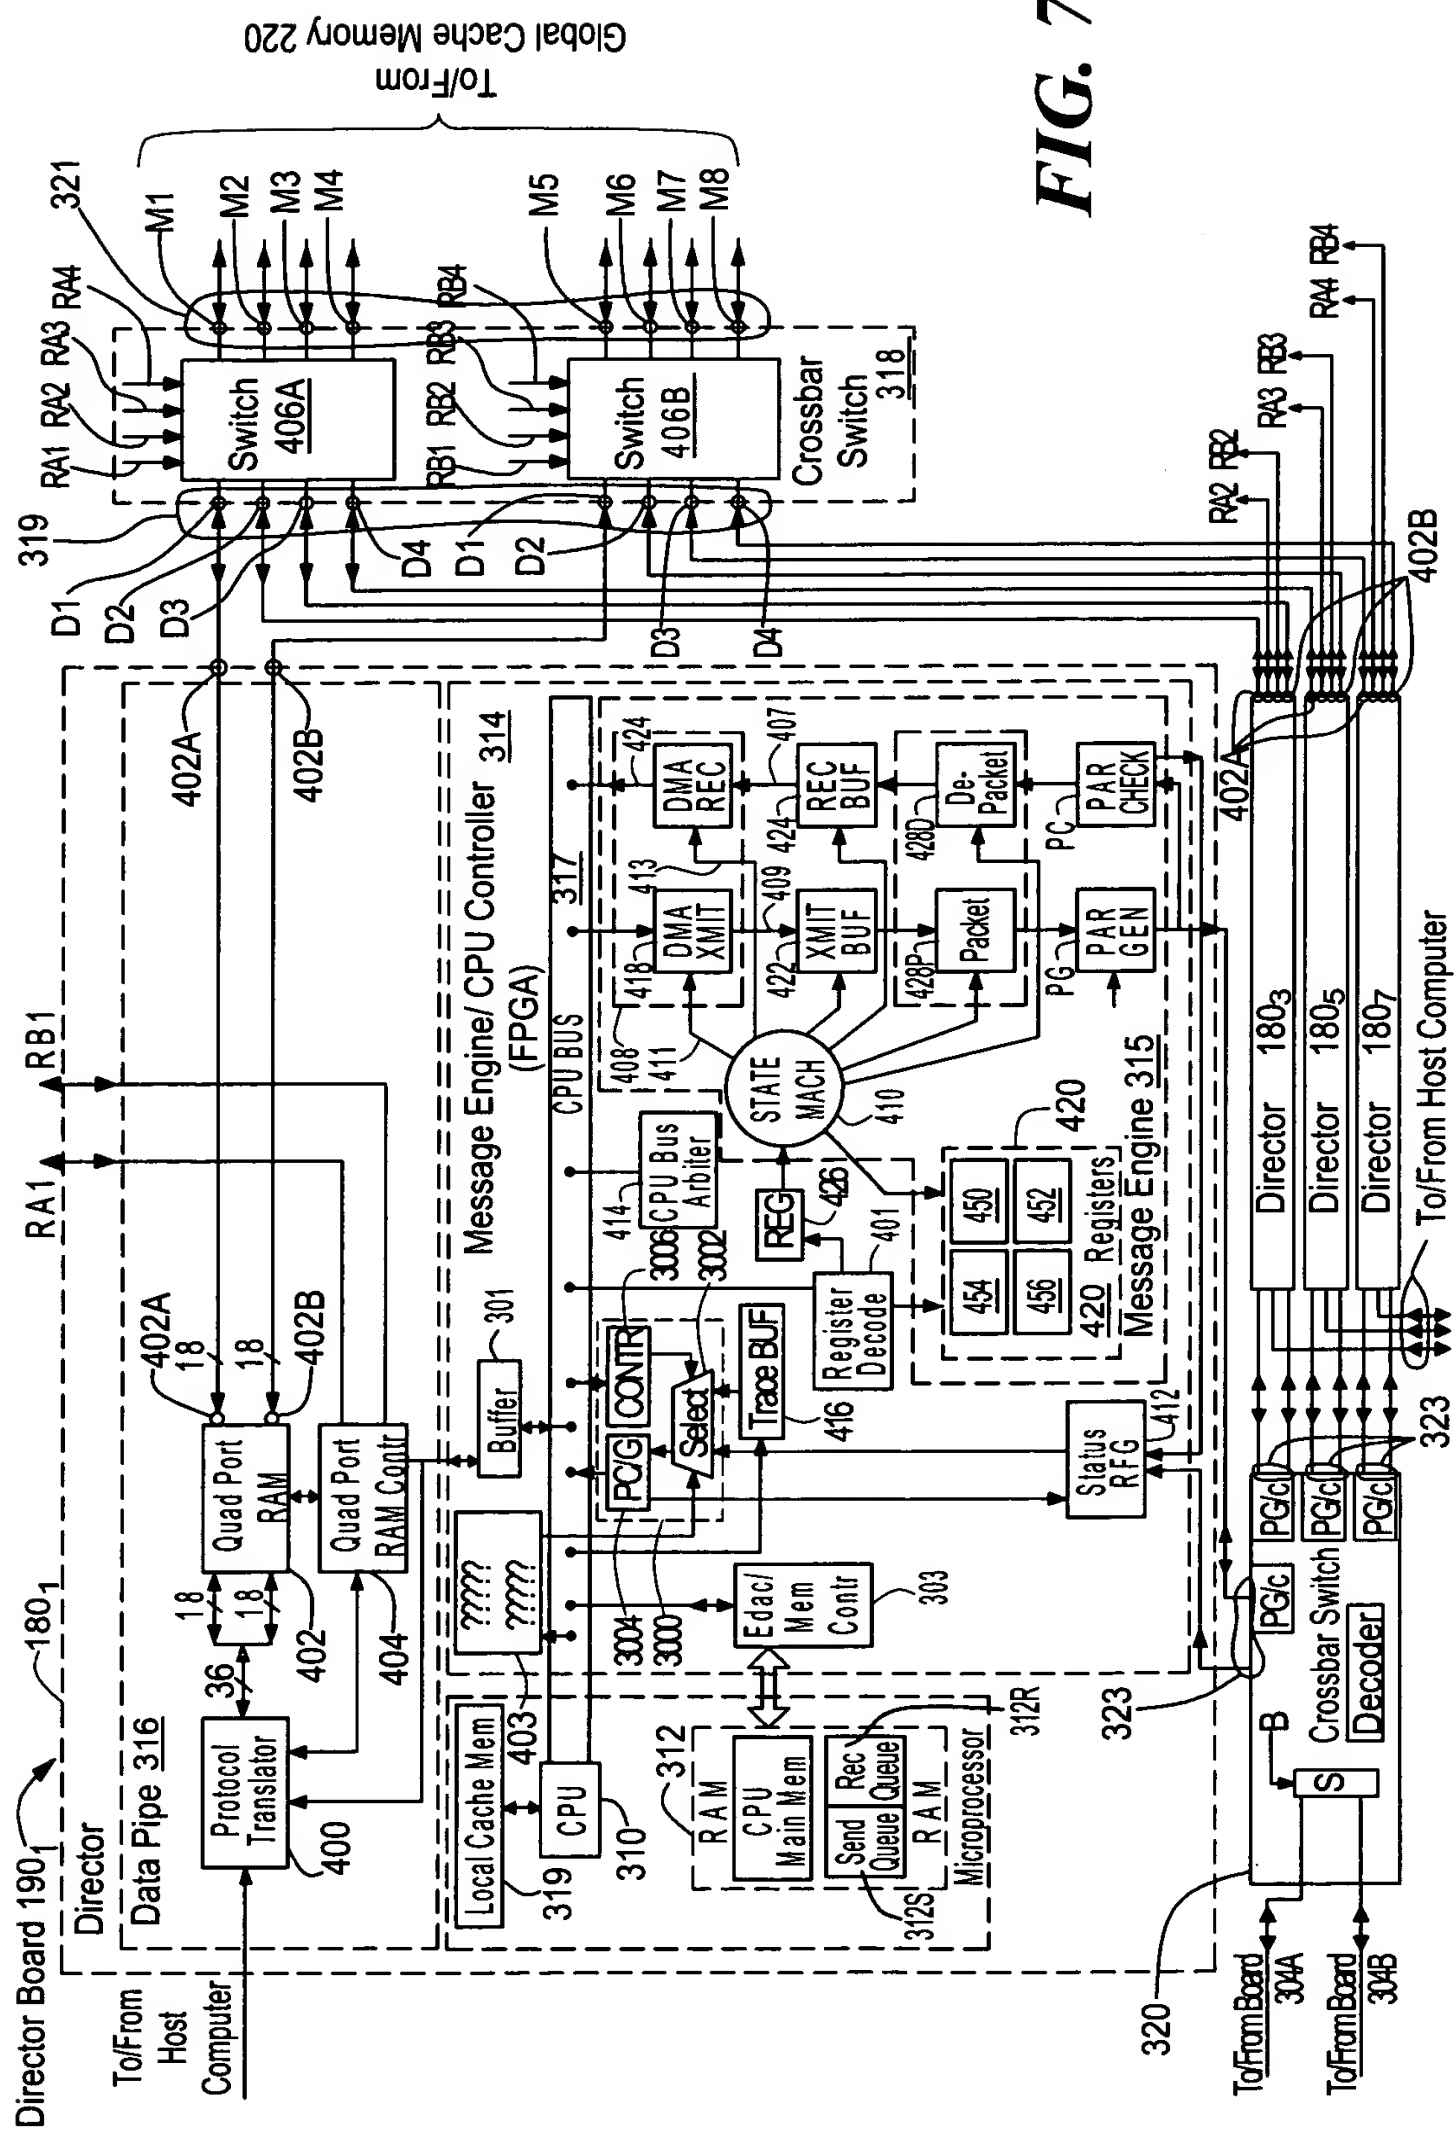 Director Board 190₁
180₁
Director
RA1
RB1
To/From
Host
Computer
Data Pipe 316
Protocol
Translator
400
36
18
18
Quad Port
RAM
402
Quad Port
RAM Contr
404
402A
18
18
402B
402A
402B
D1
D2
D3
D4
D1
D2
D3
D4
319
RA1
RA2
RA3
RA4
Switch
406A
RB1
RB2
RB3
RB4
Switch
406B
Crossbar
Switch
318
321
M1
M2
M3
M4
M5
M6
M7
M8
To/From
Global Cache Memory 220
Local Cache Mem
319
CPU
310
403
?????
?????
Buffer
301
Message Engine/ CPU Controller
(FPGA)
314
CPU BUS
317
312
RAM
CPU
Main Mem
Send
Queue
Rec
Queue
RAM
312S
312R
Microprocessor
Edac/
Mem
Contr
303
3004
3000
PC/G
CONTR
Select
3006
3002
Trace BUF
416
Status
RFG
412
414
CPU Bus
Arbiter
REG
426
Register
Decode
401
STATE
MACH
410
408
411
413
418
DMA
XMIT
DMA
REC
424
409
407
422
XMIT
BUF
424
REC
BUF
428P
Packet
428D
De-
Packet
PG
PAR
GEN
PC
PAR
CHECK
454
450
456
452
420
420 Registers
Message Engine 315
323
320
To/From Board
304A
To/From Board
304B
S
B
Crossbar Switch
Decoder
PG/c
PG/c
PG/c
PG/c
323
To/From Host Computer
Director 180₃
Director 180₅
Director 180₇
402A
402B
RA2
RB2
RA3
RB3
RA4
RB4
FIG. 7